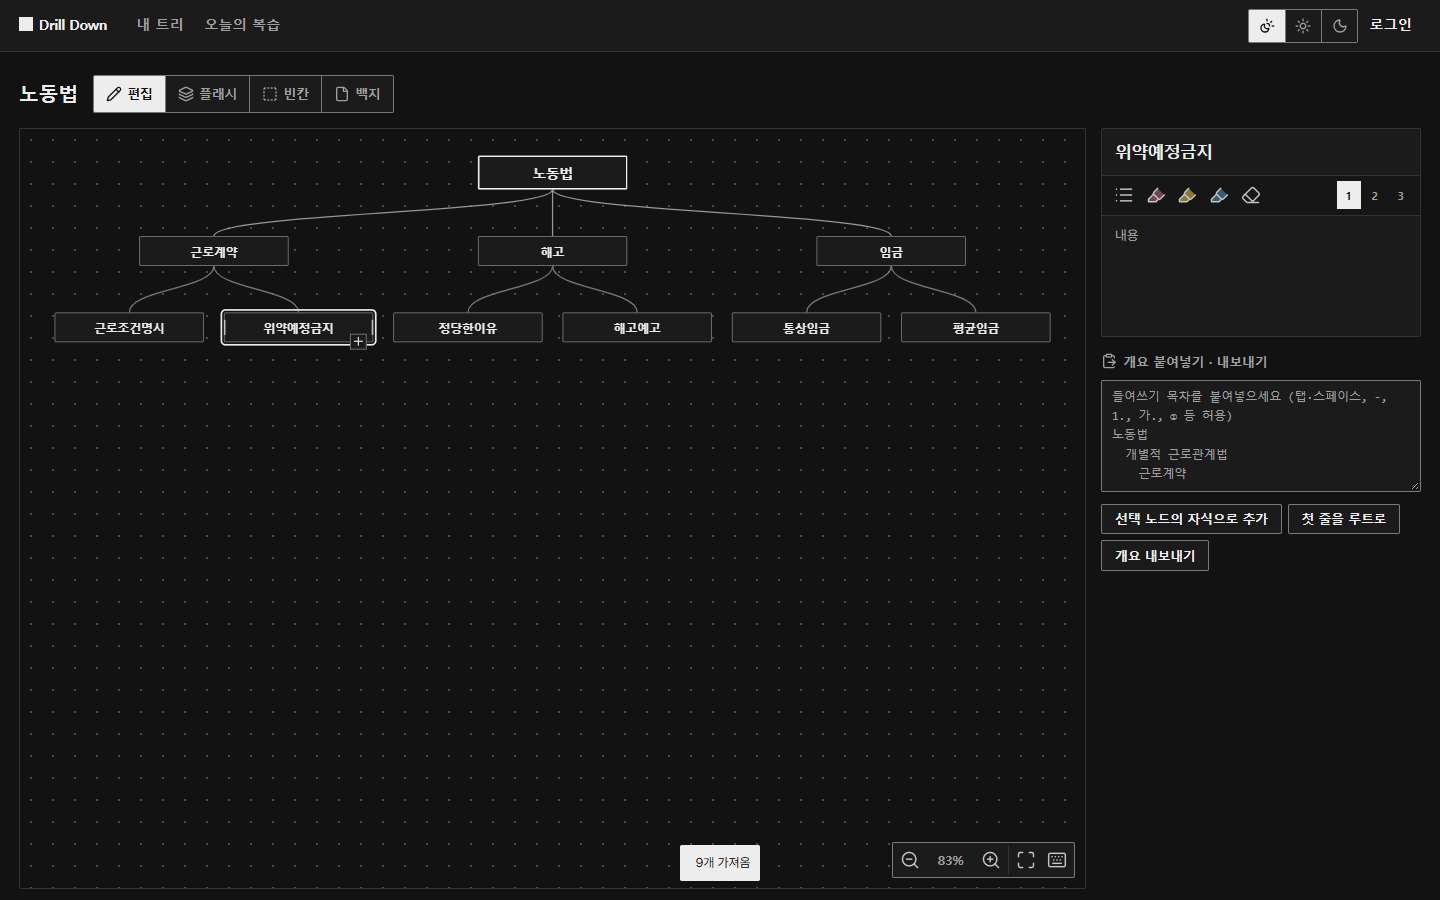 Drill Down
내 트리
오늘의 복습
로그인
노동법
편집
플래시
빈칸
백지
노동법
근로계약
해고
임금
근로조건명시
위약예정금지
정당한이유
해고예고
통상임금
평균임금
9개 가져옴
83%
위약예정금지
1 2 3
내용
개요 붙여넣기 · 내보내기
들여쓰기 목차를 붙여넣으세요 (탭·스페이스, -,
1., 가., ① 등 허용)
노동법
개별적 근로관계법
근로계약
선택 노드의 자식으로 추가
첫 줄을 루트로
개요 내보내기